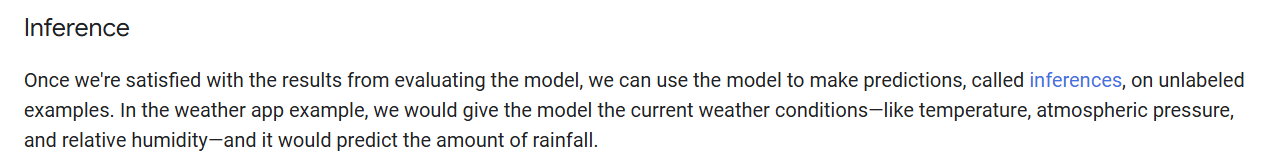 Inference
Once we're satisfied with the results from evaluating the model, we can use the model to make predictions, called inferences, on unlabeled
examples. In the weather app example, we would give the model the current weather conditions—like temperature, atmospheric pressure,
and relative humidity—and it would predict the amount of rainfall.